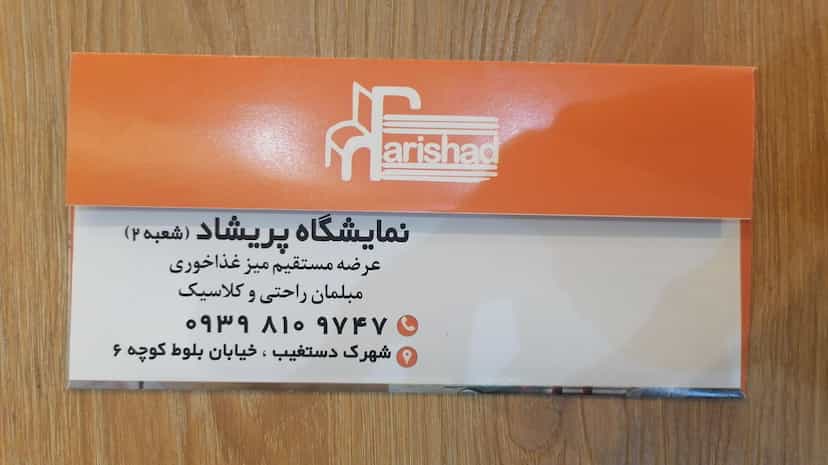 Parishad
نمایشگاه پریشاد (شعبه ۲)
عرضه مستقیم میز غذاخوری
مبلمان راحتی و کلاسیک
۰۹۳۹ ۸۱۰ ۹۷۴۷
شهرک دستغیب ، خیابان بلوط کوچه ۶